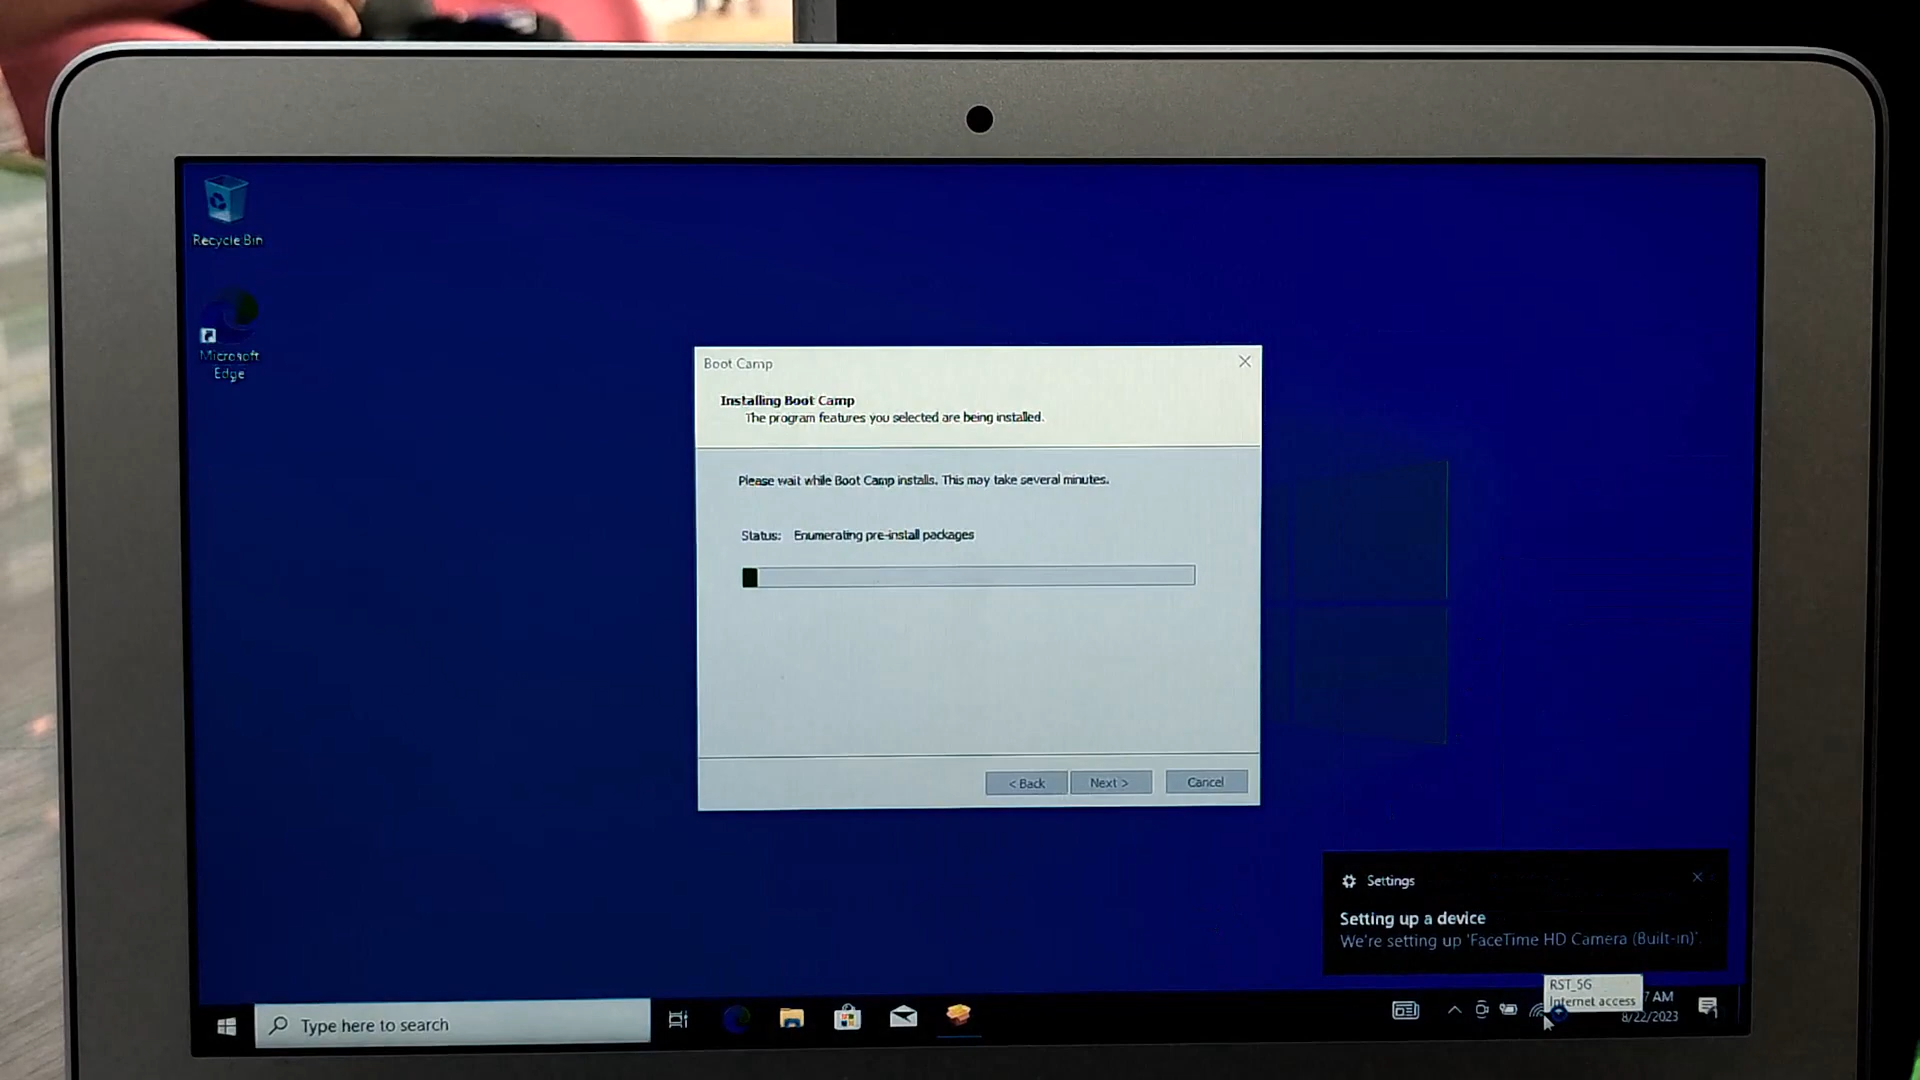 Recycle Bin
Microsoft
Edge
Boot Camp
Installing Boot Camp
The program features you selected are being installed.
Please wait while Boot Camp installs. This may take several minutes.
Status: Enumerating pre-install packages
< Back
Next >
Cancel
Settings
Setting up a device
We're setting up 'FaceTime HD Camera (Built-in)'.
RST_5G
Internet access
7 AM
8/22/2023
Type here to search